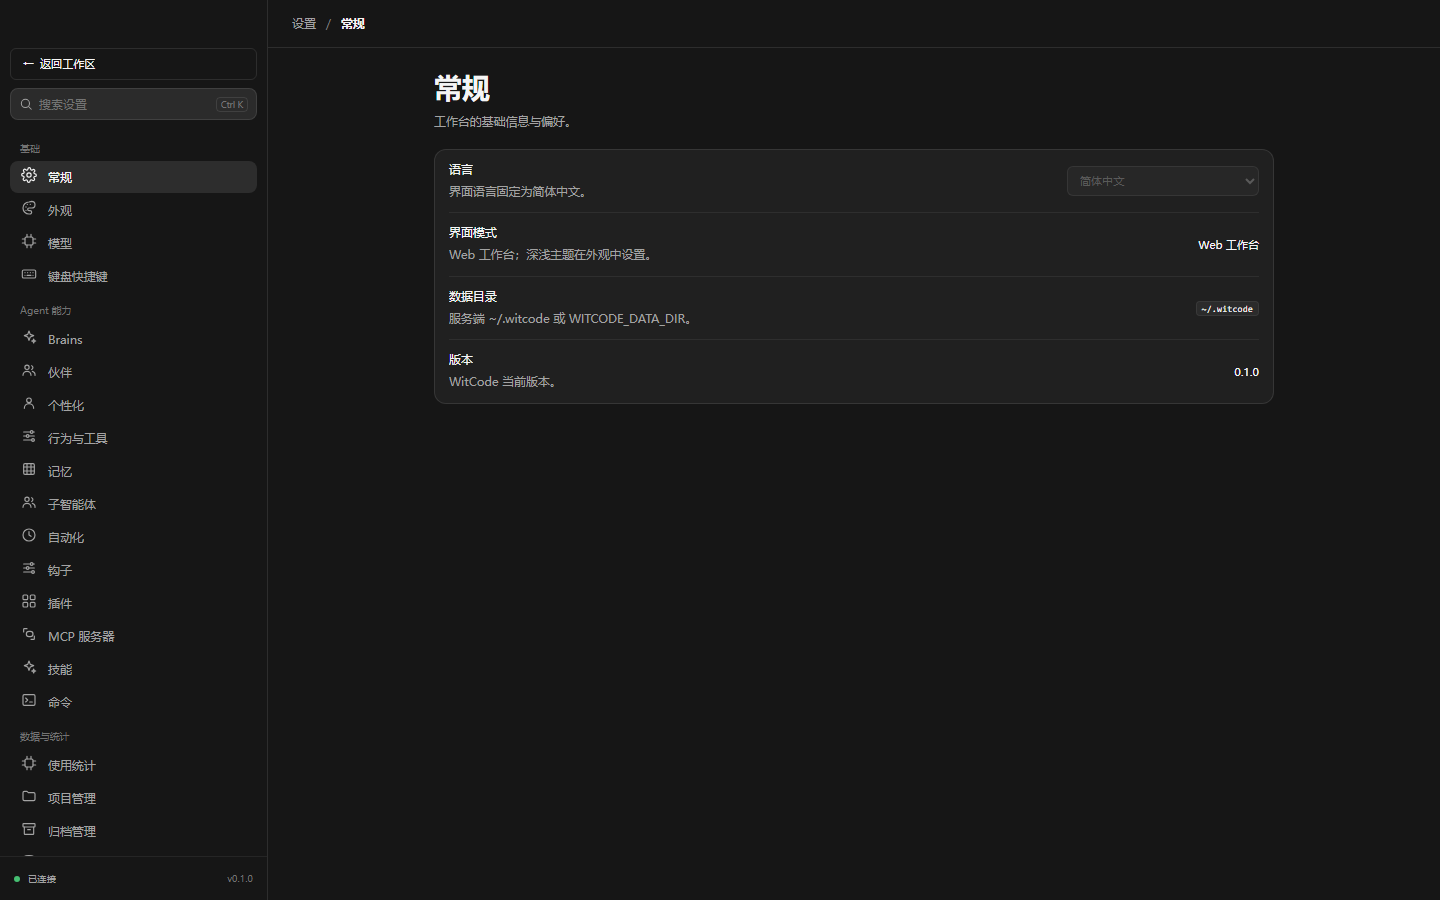 ← 返回工作区
搜索设置 Ctrl K
基础
常规
外观
模型
键盘快捷键
Agent 能力
Brains
伙伴
个性化
行为与工具
记忆
子智能体
自动化
钩子
插件
MCP 服务器
技能
命令
数据与统计
使用统计
项目管理
归档管理
已连接 v0.1.0
设置 / 常规
常规
工作台的基础信息与偏好。
语言
界面语言固定为简体中文。
简体中文
界面模式
Web 工作台；深浅主题在外观中设置。
Web 工作台
数据目录
服务端 ~/.witcode 或 WITCODE_DATA_DIR。
~/.witcode
版本
WitCode 当前版本。
0.1.0